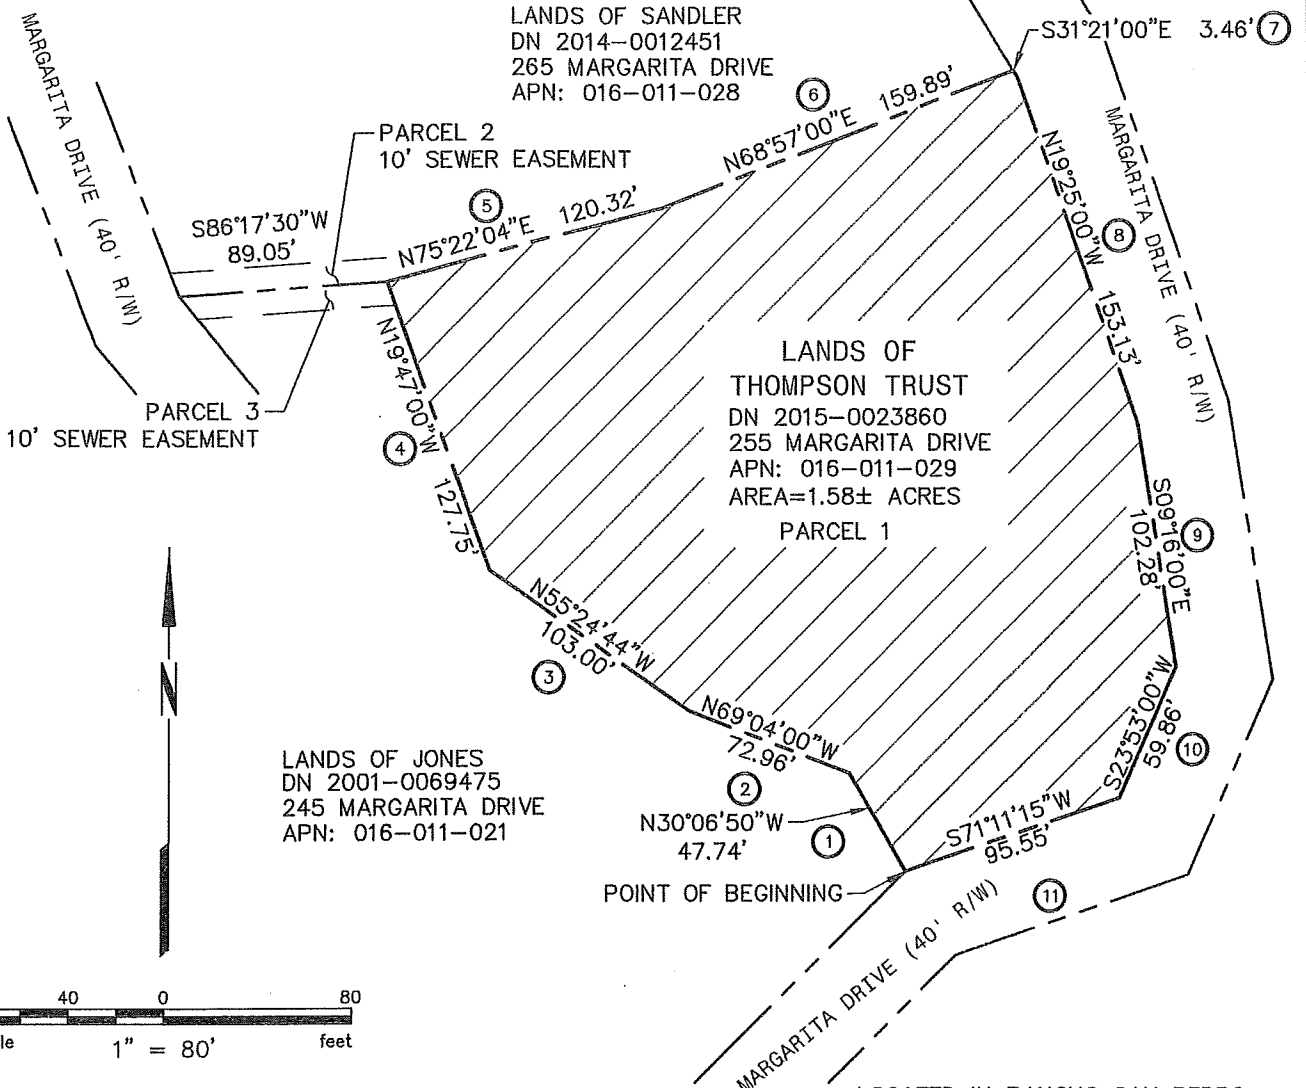 LANDS OF SANDLER
DN 2014-0012451
265 MARGARITA DRIVE
APN: 016-011-028
S31°21'00"E 3.46' 7
MARGARITA DRIVE (40' R/W)
PARCEL 2
10' SEWER EASEMENT
6
N68°57'00"E 159.89'
5
N75°22'04"E 120.32'
S86°17'30"W
89.05'
MARGARITA DRIVE (40' R/W)
N19°25'00"W 153.13'
8
PARCEL 3
10' SEWER EASEMENT
N19°47'00"W 127.75'
4
LANDS OF
THOMPSON TRUST
DN 2015-0023860
255 MARGARITA DRIVE
APN: 016-011-029
AREA=1.58± ACRES
PARCEL 1
S09°16'00"E
102.28'
9
N55°24'44"W
103.00'
3
N
N69°04'00"W
72.96'
2
S23°53'00"W
59.86'
10
LANDS OF JONES
DN 2001-0069475
245 MARGARITA DRIVE
APN: 016-011-021
N30°06'50"W
47.74'
1
S71°11'15"W
95.55'
11
POINT OF BEGINNING
MARGARITA DRIVE (40' R/W)
40 0 80
le feet
1" = 80'